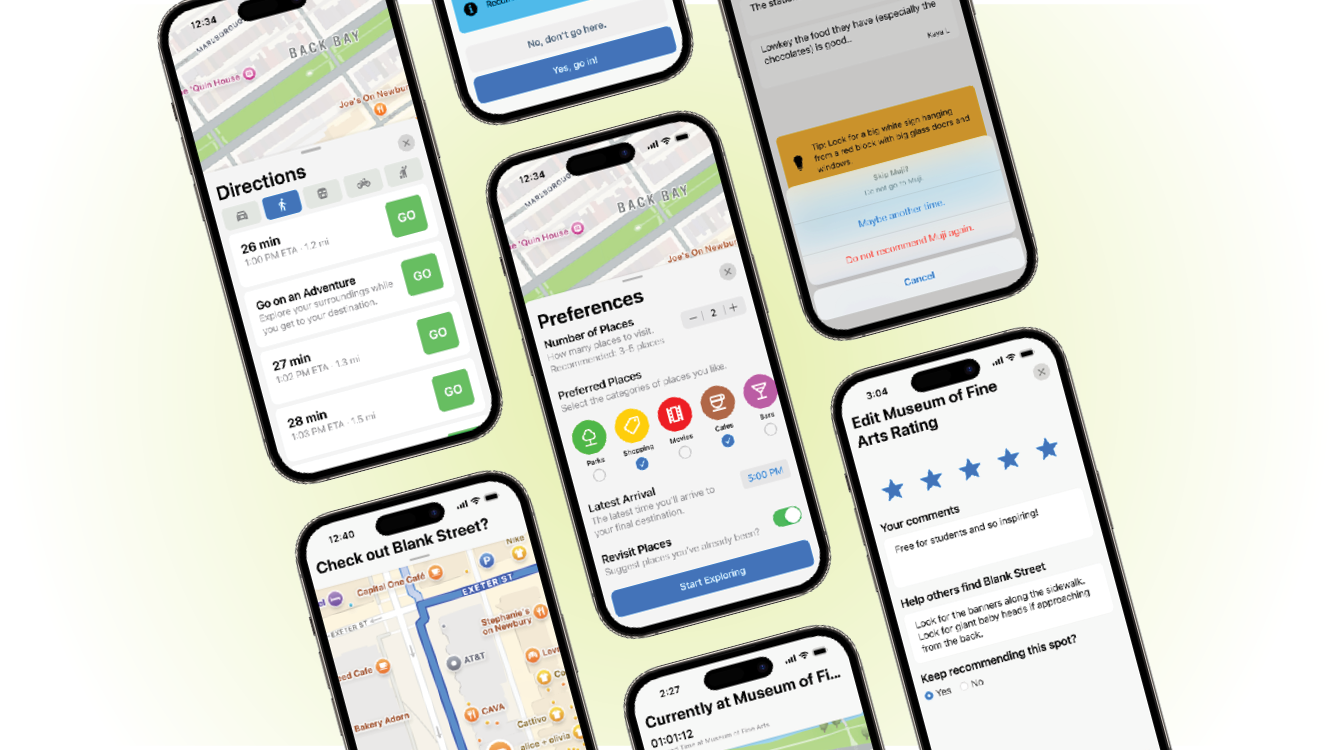 12:34
MARLBOROUG
BACK BAY
'Quin House
Joe's On Newbur
Directions
26 min
1:00 PM ETA · 1.2 mi
GO
Go on an Adventure
Explore your surroundings while
you get to your destination.
GO
27 min
1:02 PM ETA · 1.3 mi
GO
28 min
1:03 PM ETA · 1.5 mi
GO
No, don't go here.
Yes, go in!
Lowkey the food they have (especially the
chocolates) is good...
Kaya L
Tip: Look for a big white sign hanging
from a red block with big glass doors and
windows.
Skip Muji?
Do not go to Muji
Maybe another time.
Do not recommend Muji again.
Cancel
12:34
MARLBOROUG
BACK BAY
'Quin House
Joe's On Newbu
Preferences
Number of Places
How many places to visit.
Recommended: 3-5 places
− 2 +
Preferred Places
Select the categories of places you like.
Parks
Shopping
Movies
Cafes
Bars
Latest Arrival
The latest time you'll arrive to
your final destination.
5:00 PM
Revisit Places
Suggest places you've already been?
Start Exploring
3:04
Edit Museum of Fine
Arts Rating
Your comments
Free for students and so inspiring!
Help others find Blank Street
Look for the banners along the sidewalk.
Look for giant baby heads if approaching
from the back.
Keep recommending this spot?
Yes No
12:40
Check out Blank Street?
Nike
P
Capital One Café
EXETER ST
EXETER ST
Stephanie's
on Newbury
AT&T
eed Cafe
CAVA
Bakery Adorn
Cattivo
alice + olivia
2:27
Currently at Museum of Fi...
01:01:12
Time at Museum of Fine Arts